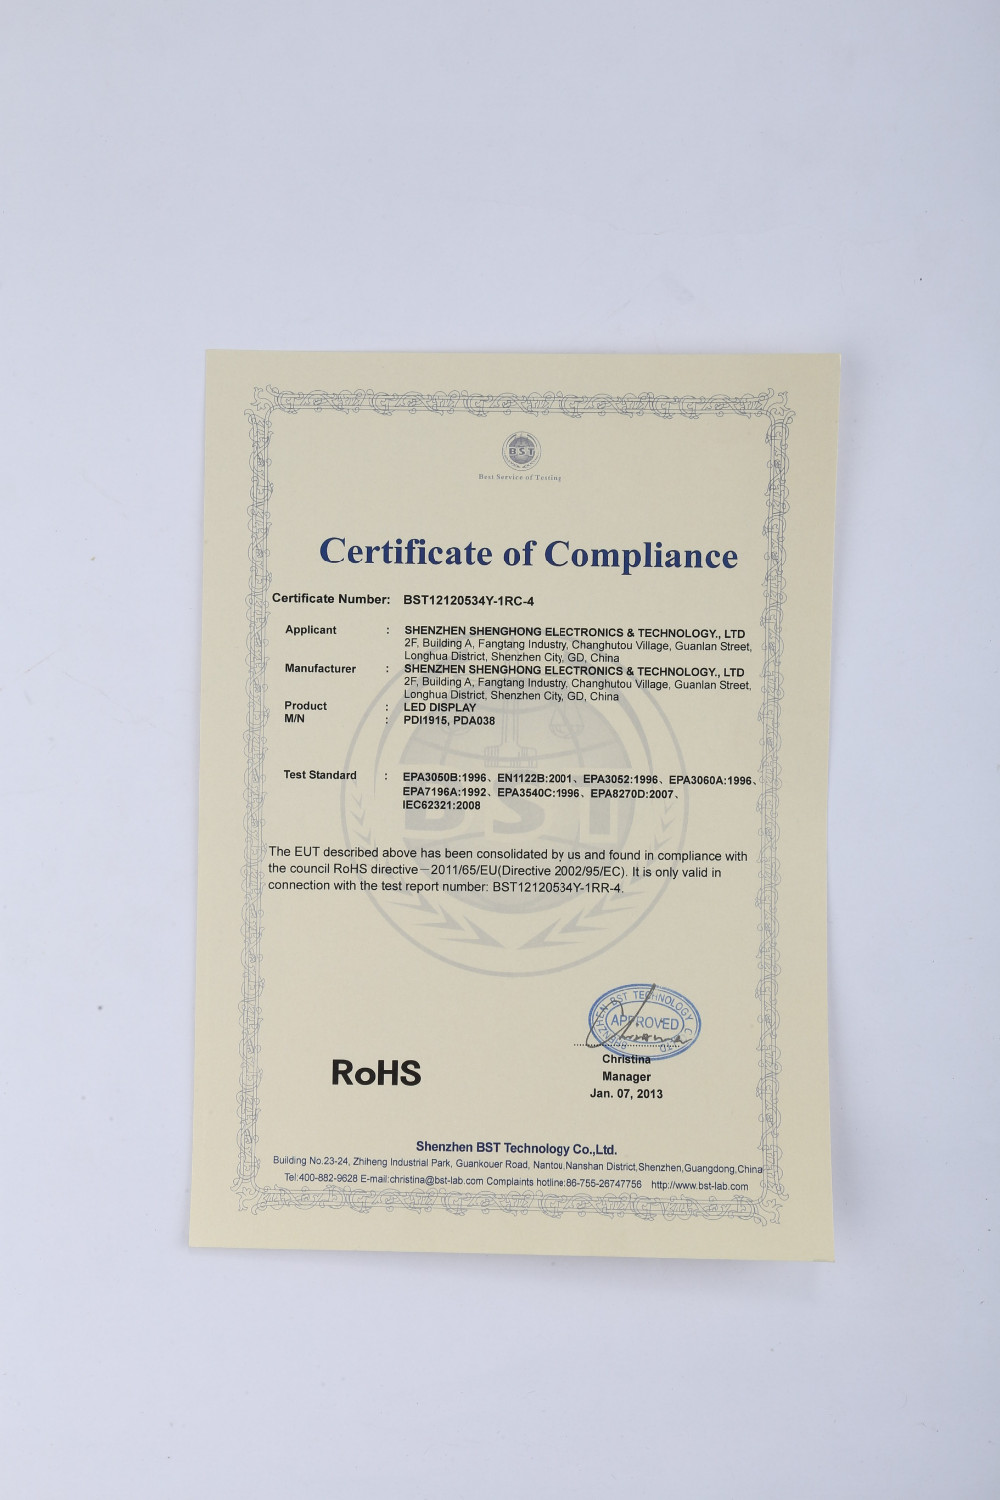 BST
Best Service of Testing
Certificate of Compliance
Certificate Number: BST12120534Y-1RC-4
Applicant : SHENZHEN SHENGHONG ELECTRONICS & TECHNOLOGY., LTD
2F, Building A, Fangtang Industry, Changhutou Village, Guanlan Street,
Longhua District, Shenzhen City, GD, China
Manufacturer : SHENZHEN SHENGHONG ELECTRONICS & TECHNOLOGY., LTD
2F, Building A, Fangtang Industry, Changhutou Village, Guanlan Street,
Longhua District, Shenzhen City, GD, China
Product : LED DISPLAY
M/N : PDI1915, PDA038
Test Standard : EPA3050B:1996、EN1122B:2001、EPA3052:1996、EPA3060A:1996、
EPA7196A:1992、EPA3540C:1996、EPA8270D:2007、
IEC62321:2008
BST
The EUT described above has been consolidated by us and found in compliance with
the council RoHS directive—2011/65/EU(Directive 2002/95/EC). It is only valid in
connection with the test report number: BST12120534Y-1RR-4.
SHENZHEN BST TECHNOLOGY CO., LTD
APPROVED
Christina
Manager
Jan. 07, 2013
RoHS
Shenzhen BST Technology Co.,Ltd.
Building No.23-24, Zhiheng Industrial Park, Guankouer Road, Nantou,Nanshan District,Shenzhen,Guangdong,China
Tel:400-882-9628 E-mail:christina@bst-lab.com Complaints hotline:86-755-26747756 http://www.bst-lab.com